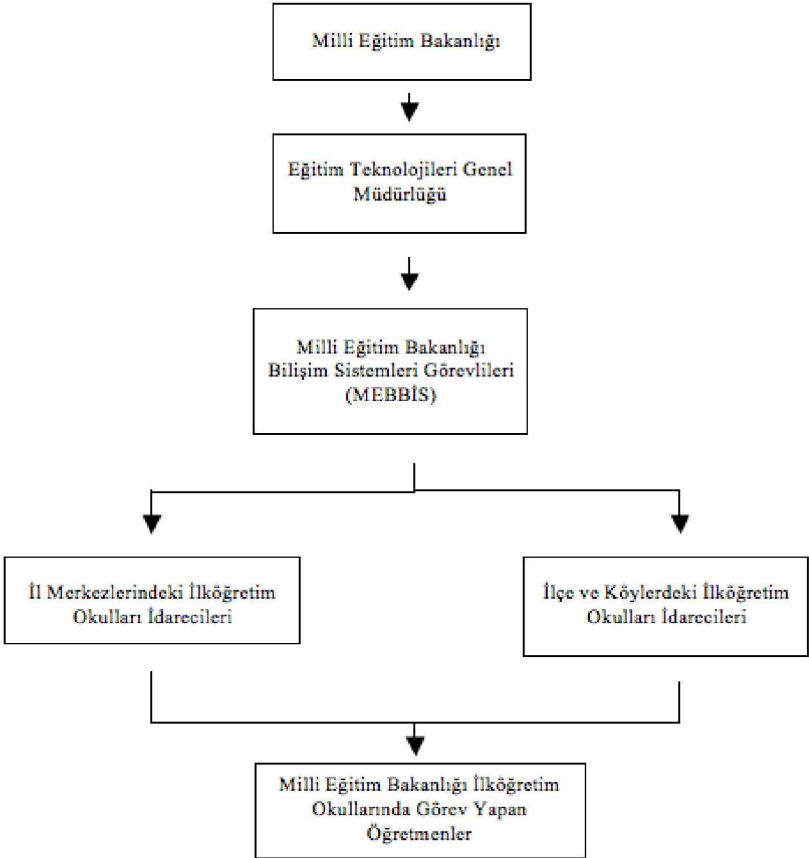 Milli Eğitim Bakanlığı
Eğitim Teknolojileri Genel
Müdürlüğü
Milli Eğitim Bakanlığı
Bilişim Sistemleri Görevlileri
(MEBBİS)
İl Merkezlerindeki İlköğretim
Okulları İdarecileri
İlçe ve Köylerdeki İlköğretim
Okulları İdarecileri
Milli Eğitim Bakanlığı İlköğretim
Okullarında Görev Yapan
Öğretmenler